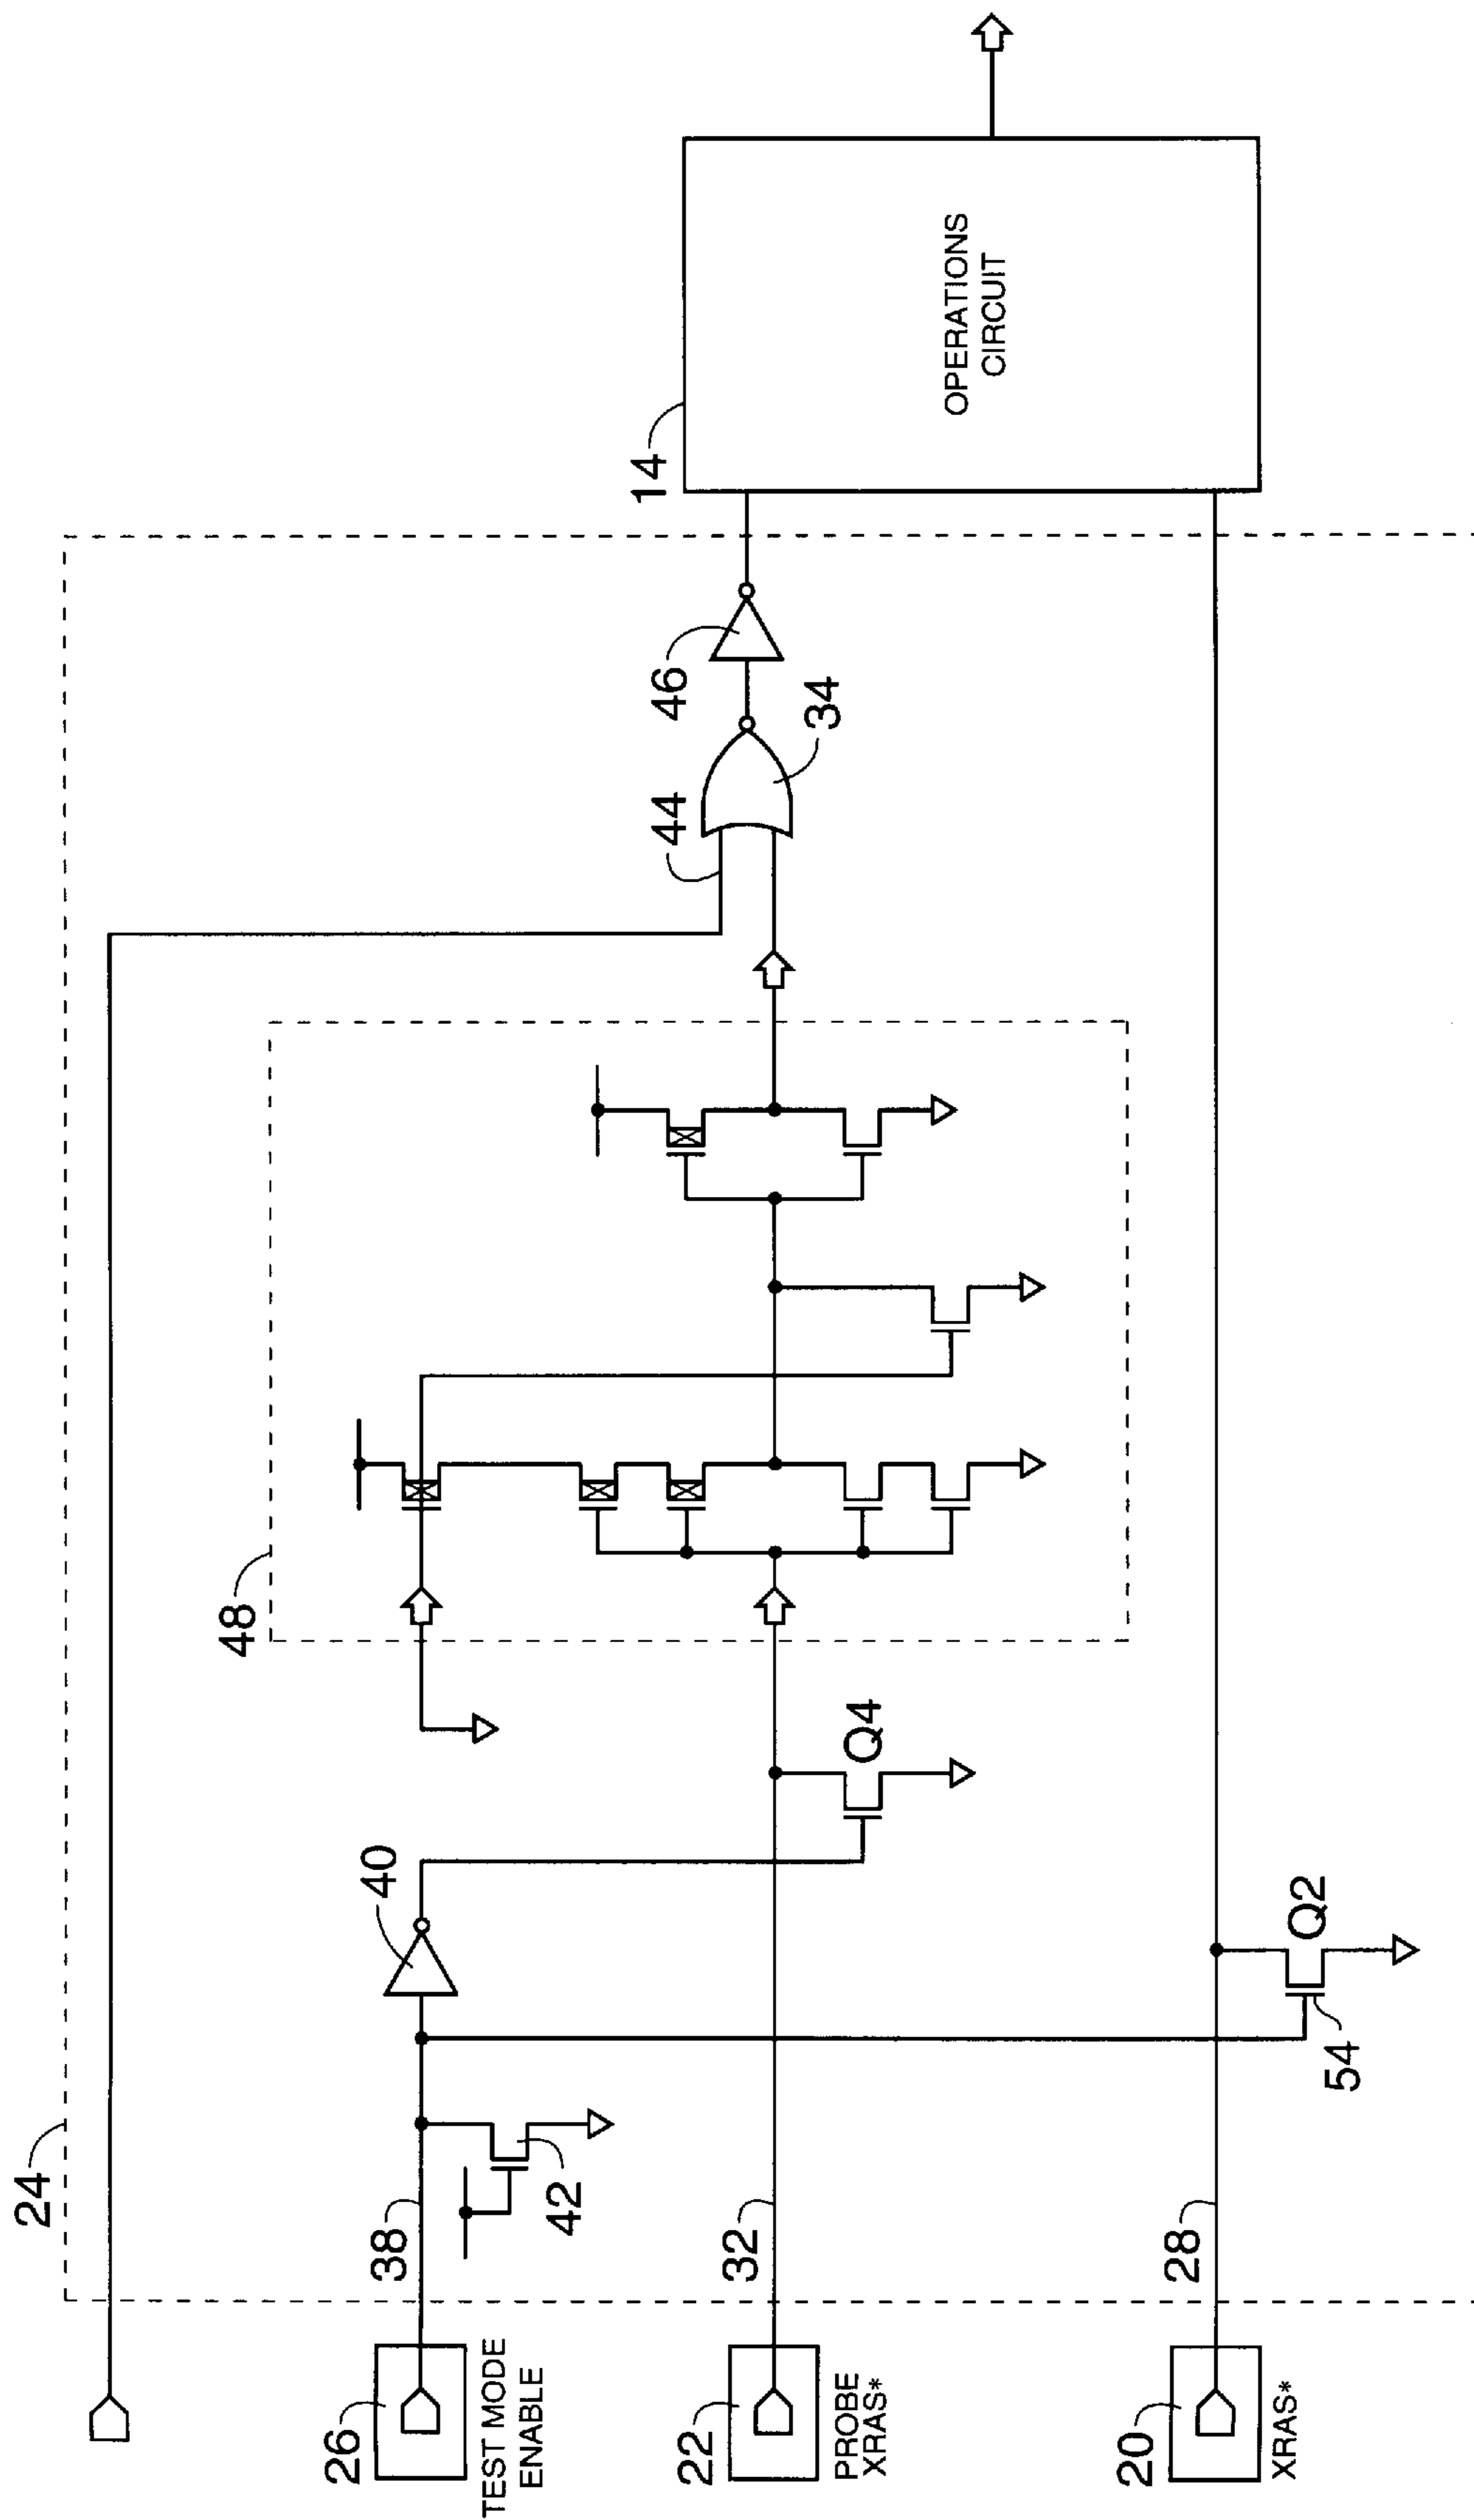 24
26
TEST MODE
ENABLE
38
42
40
48
44
46
34
14
OPERATIONS
CIRCUIT
22
PROBE
XRAS*
32
Q4
20
XRAS*
28
54
Q2